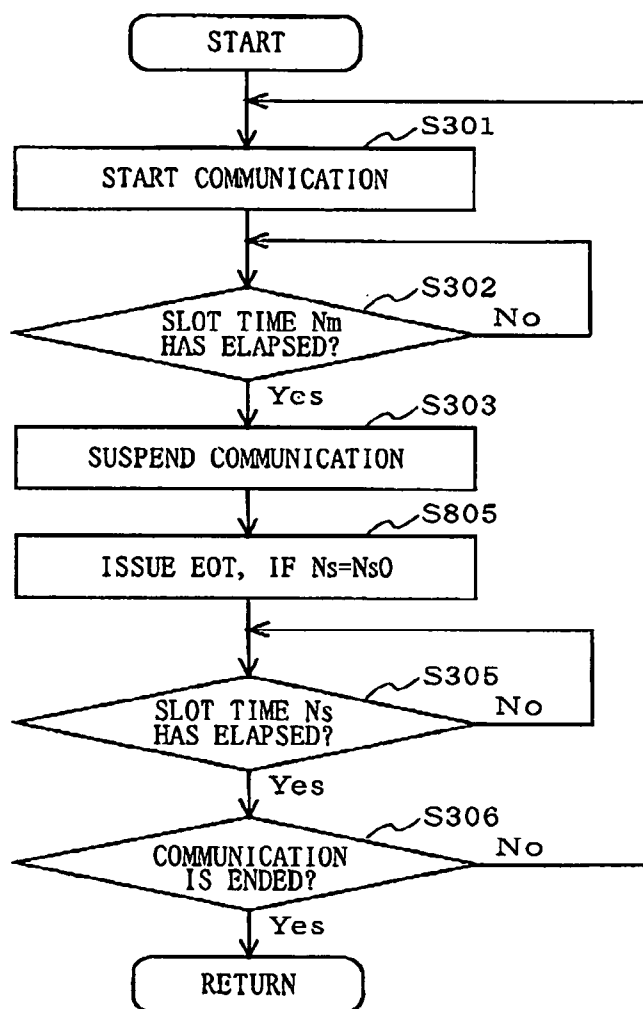 START
S301
START COMMUNICATION
S302
SLOT TIME Nm
HAS ELAPSED?
No
Yes
S303
SUSPEND COMMUNICATION
S805
ISSUE EOT, IF Ns=Ns0
S305
SLOT TIME Ns
HAS ELAPSED?
No
Yes
S306
COMMUNICATION
IS ENDED?
No
Yes
RETURN